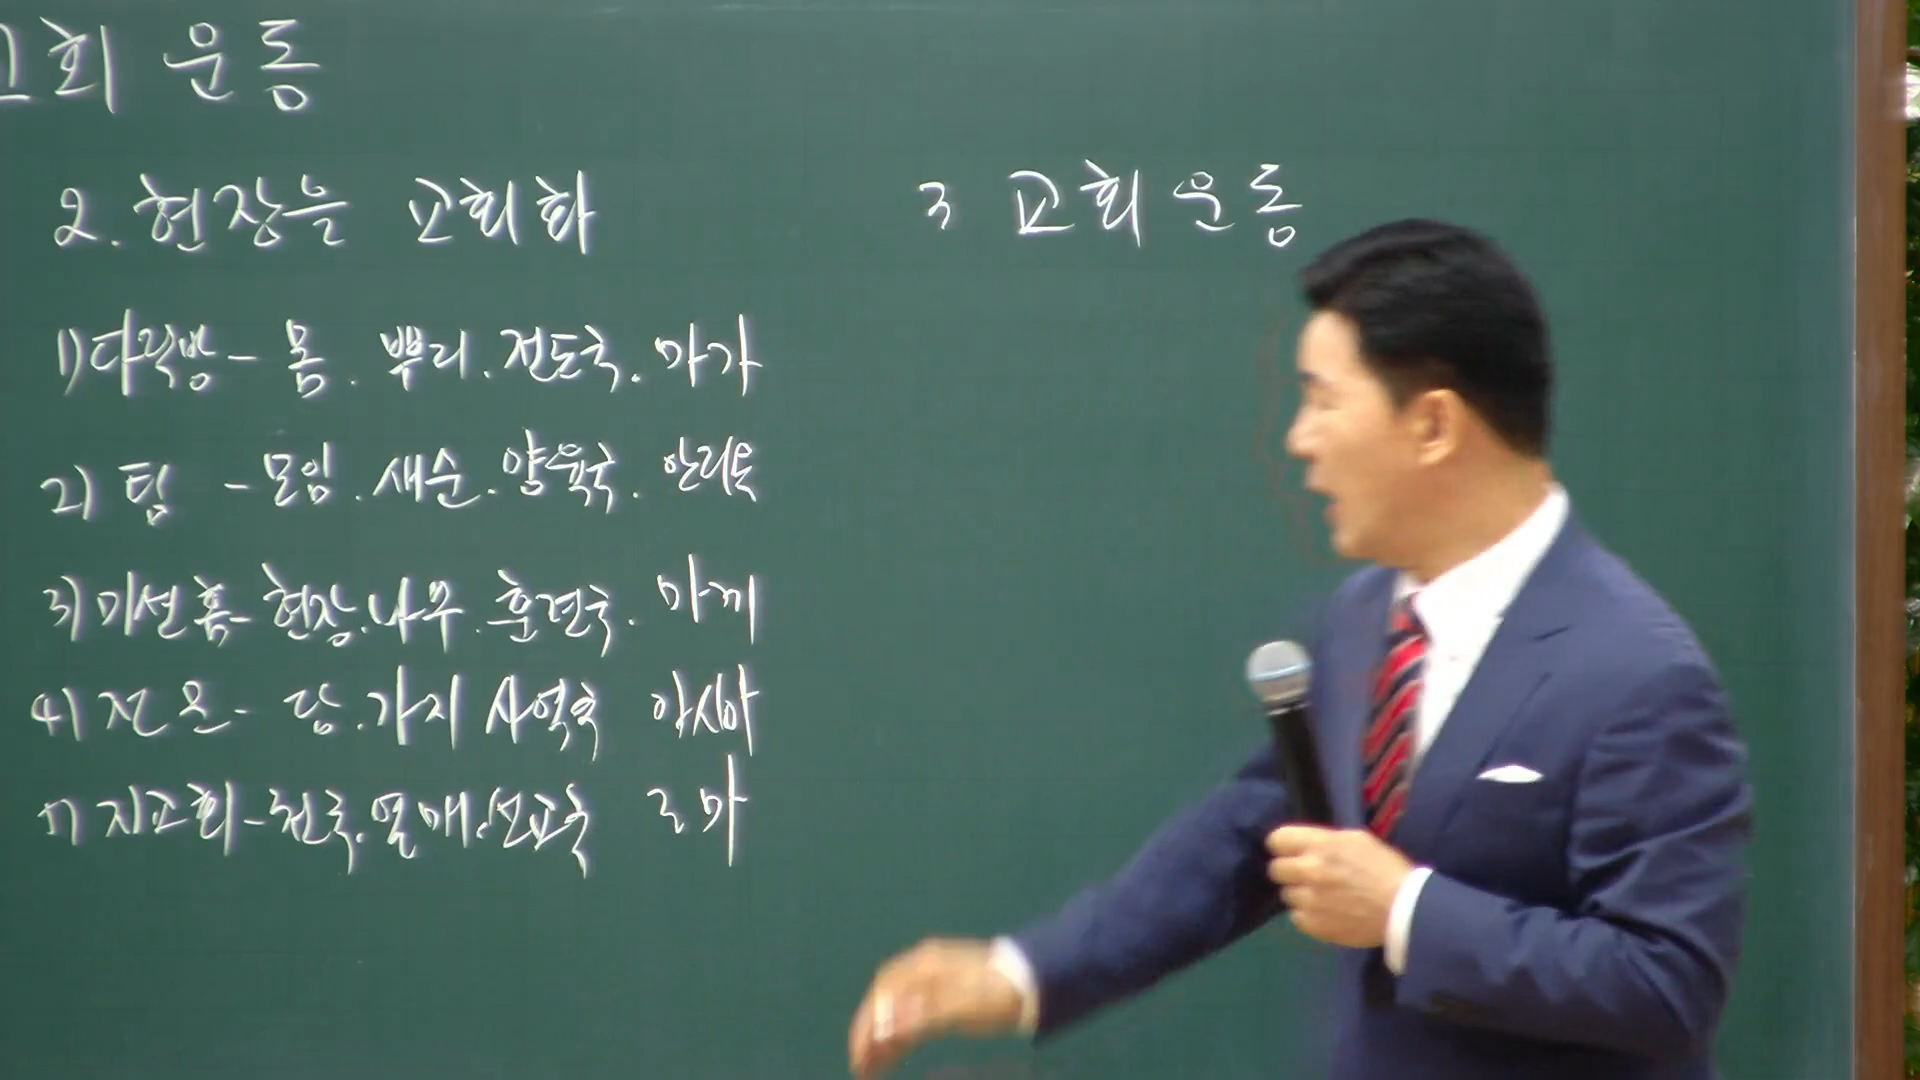 교회 운동
2. 현장을 교회화
1) 다락방 - 몸. 뿌리. 전도국. 마가
2) 팀 - 모임. 새순. 양육국. 안디옥
3) 미션홈 - 현장. 나무. 훈련국. 마게
4) 전문 - 담. 가지 사역국 아시아
5) 지교회 - 천국. 열매. 선교국 로마
3 교회 운동